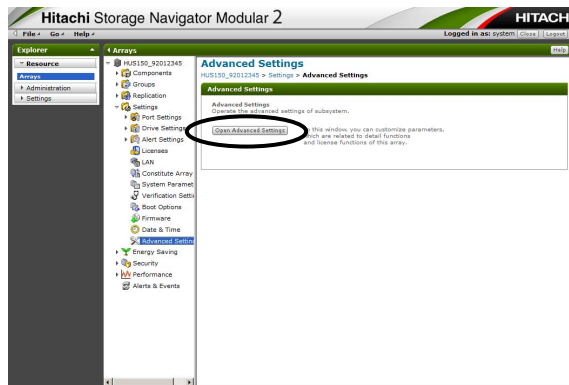 Hitachi Storage Navigator Modular 2
HITACH
File Go Help
Logged in as: system Close Logout
Explorer
Arrays
Help
Resource
Arrays
Administration
Settings
HUS150_92012345
Components
Groups
Replication
Settings
Port Settings
Drive Settings
Alert Settings
Licenses
LAN
Constitute Array
System Paramet
Verification Setti
Boot Options
Firmware
Date & Time
Advanced Setting
Energy Saving
Security
Performance
Alerts & Events
Advanced Settings
HUS150_92012345 > Settings > Advanced Settings
Advanced Settings
Advanced Settings
Operate the advanced settings of subsystem.
Open Advanced Settings
n this window, you can customize parameters,
which are related to detail functions
and license functions of this array.